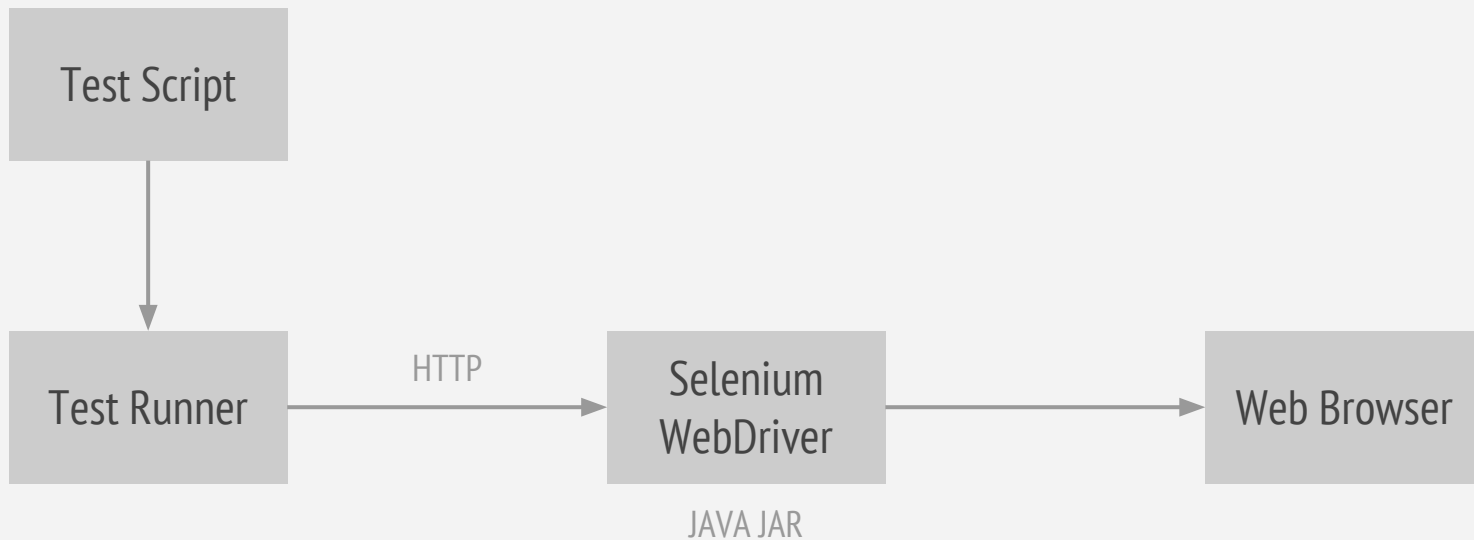 Test Script
Test Runner
HTTP
Selenium
WebDriver
JAVA JAR
Web Browser